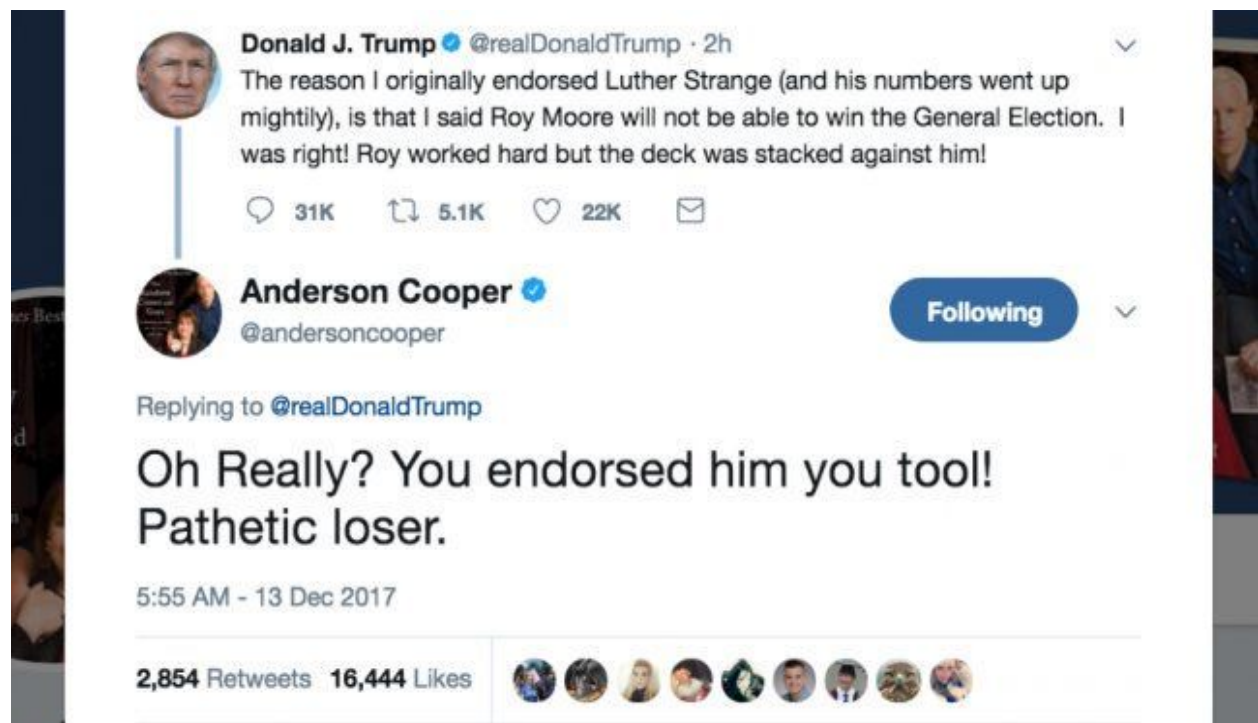 Donald J. Trump @realDonaldTrump · 2h
The reason I originally endorsed Luther Strange (and his numbers went up
mightily), is that I said Roy Moore will not be able to win the General Election. I
was right! Roy worked hard but the deck was stacked against him!
31K 5.1K 22K
Anderson Cooper
@andersoncooper
Following
Replying to @realDonaldTrump
Oh Really? You endorsed him you tool!
Pathetic loser.
5:55 AM - 13 Dec 2017
2,854 Retweets 16,444 Likes